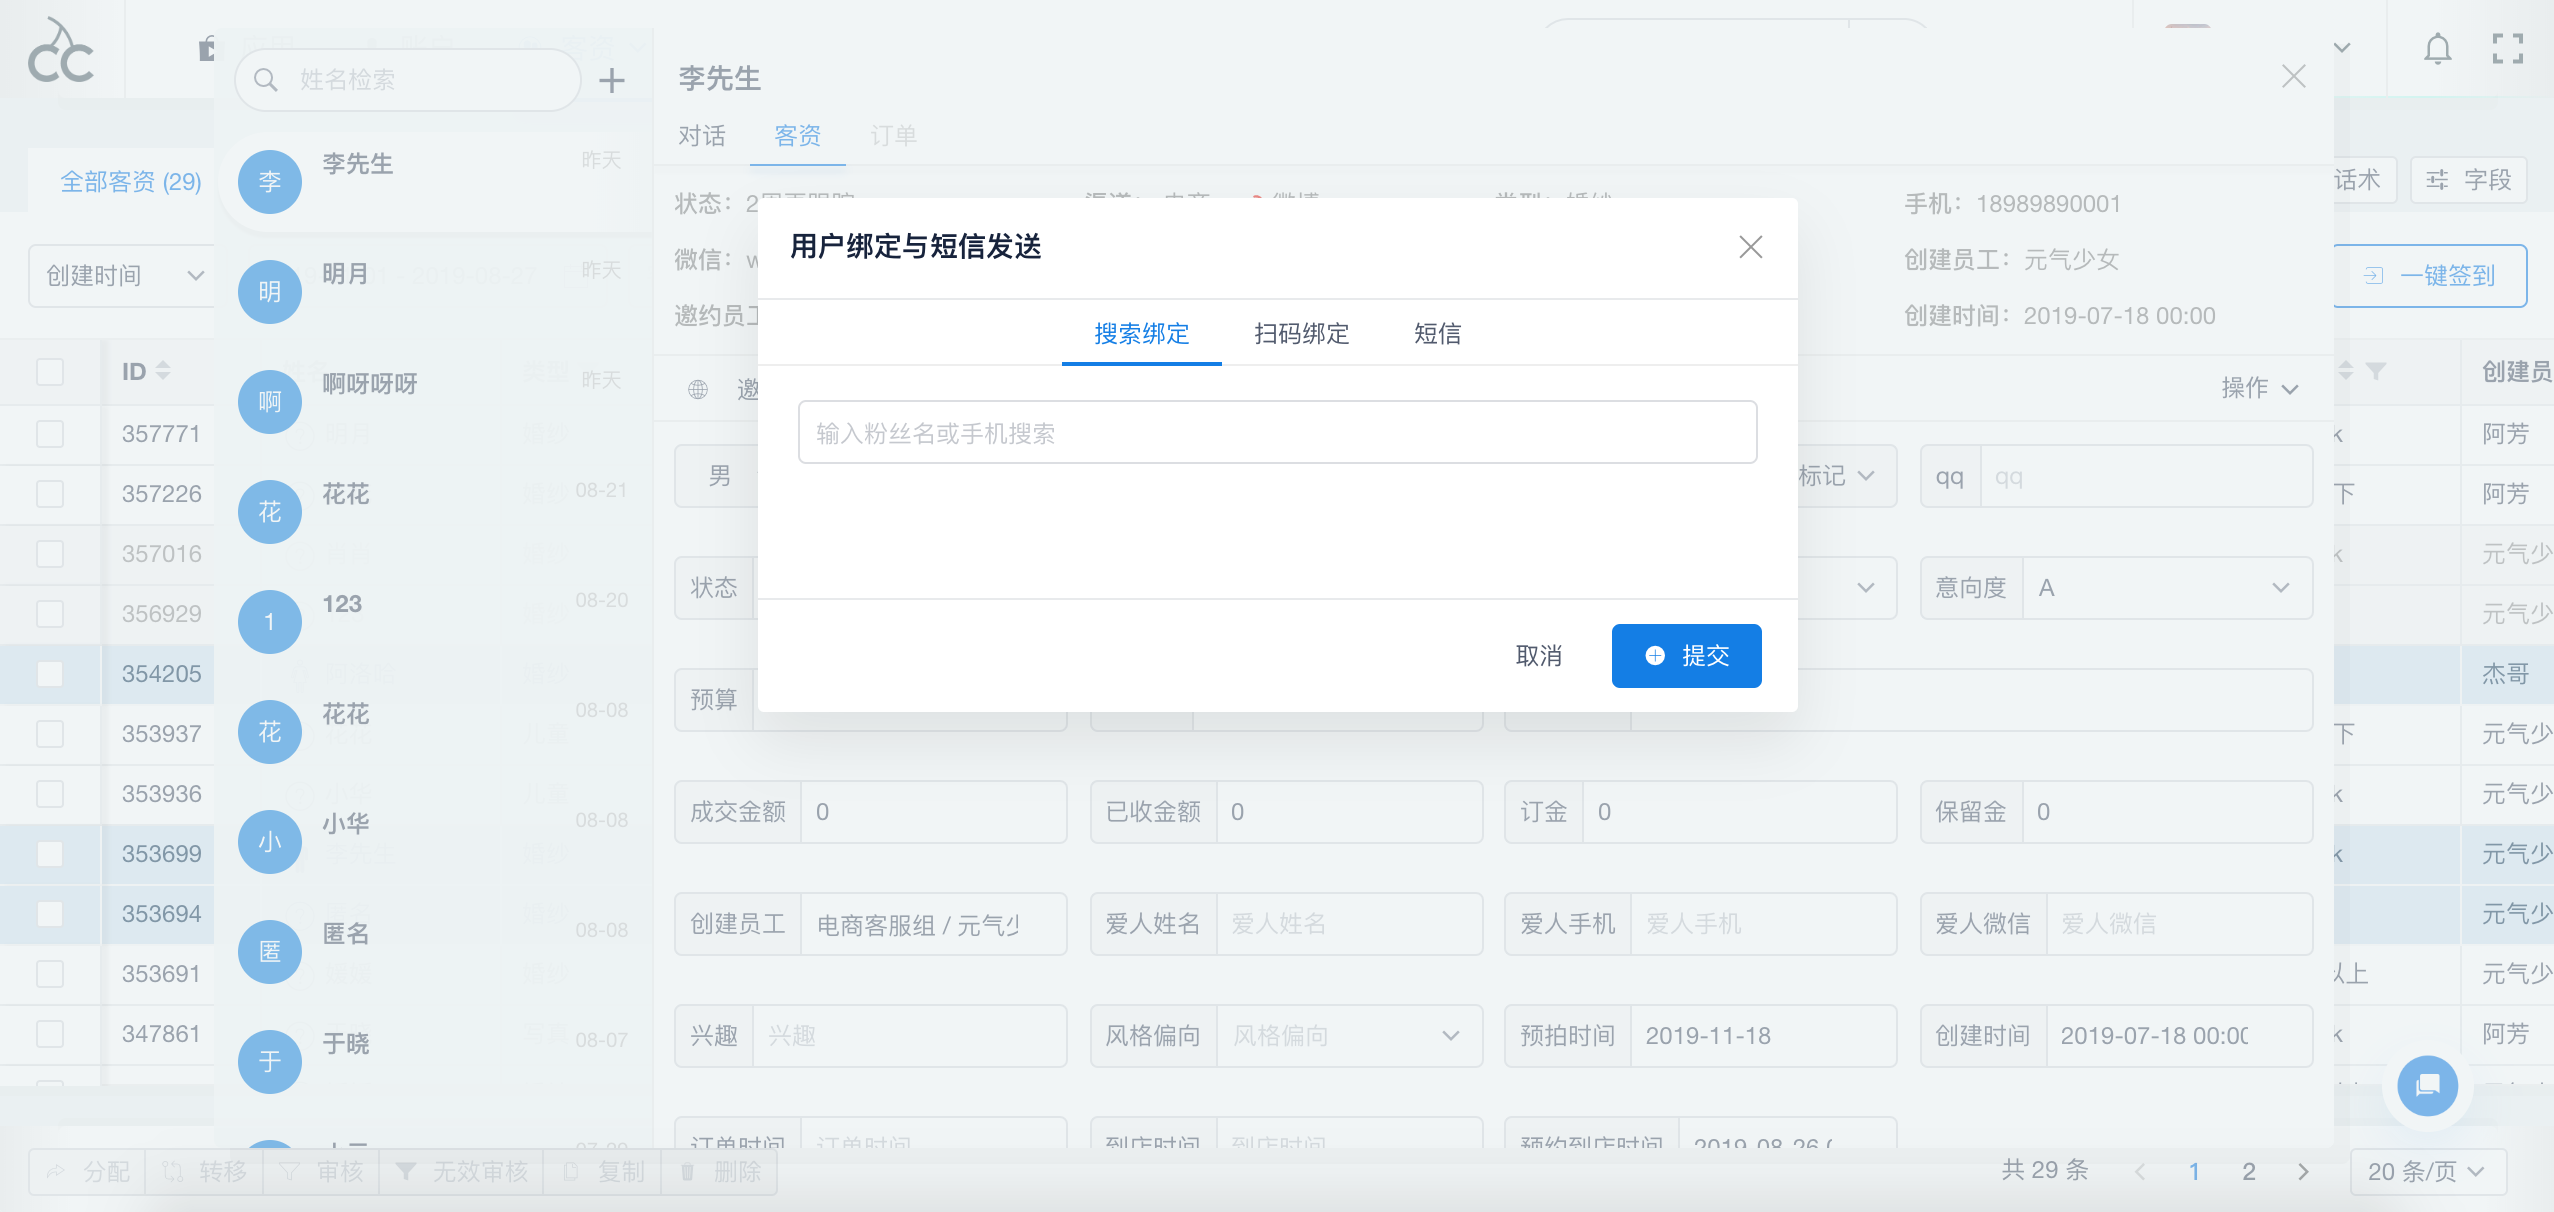 CC
姓名检索
李先生 昨天
明月 昨天
啊呀呀呀 昨天
花花 08-21
123 08-20
花花 08-08
小华 08-08
匿名 08-08
于晓 08-07
李
明
啊
花
1
花
小
匿
于
全部客资 (29)
创建时间
ID
357771
357226
357016
356929
354205
353937
353936
353699
353694
353691
347861
李先生
对话 客资 订单
状态：
微信：
邀约员工
手机：18989890001
创建员工：元气少女
创建时间：2019-07-18 00:00
操作
用户绑定与短信发送
搜索绑定 扫码绑定 短信
输入粉丝名或手机搜索
取消 提交
男 标记 qq qq
状态 意向度 A
预算
成交金额 0 已收金额 0 订金 0 保留金 0
创建员工 电商客服组 / 元气少 爱人姓名 爱人姓名 爱人手机 爱人手机 爱人微信 爱人微信
兴趣 兴趣 风格偏向 风格偏向 预拍时间 2019-11-18 创建时间 2019-07-18 00:00
订单时间 订单时间 到店时间 到店时间 预约到店时间 2019-08-26
话术 字段
一键签到
创建员
阿芳
下 阿芳
元气少
元气少
杰哥
下 元气少
元气少
元气少
元气少
以上 元气少
阿芳
分配 转移 审核 无效审核 复制 删除
共 29 条 1 2 20 条/页